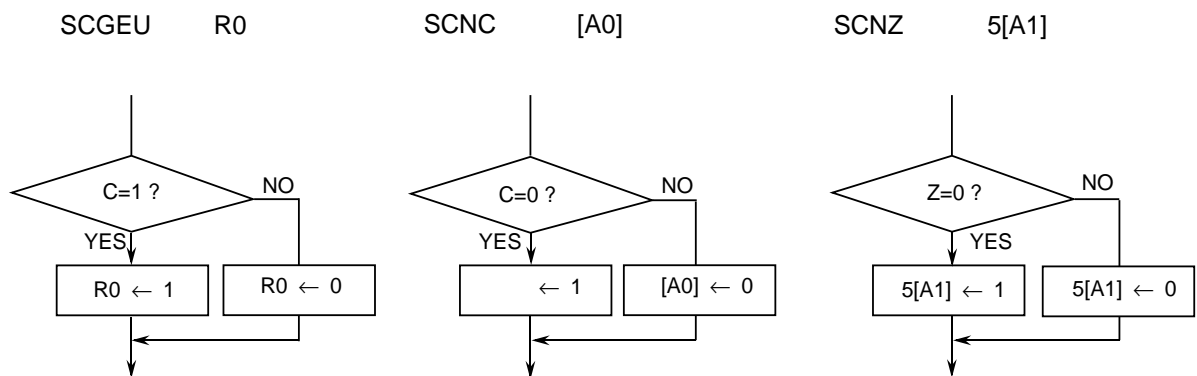 SCGEU R0 SCNC [A0] SCNZ 5[A1]
C=1 ? NO C=0 ? NO Z=0 ? NO
YES YES YES
R0 ← 1 R0 ← 0 ← 1 [A0] ← 0 5[A1] ← 1 5[A1] ← 0